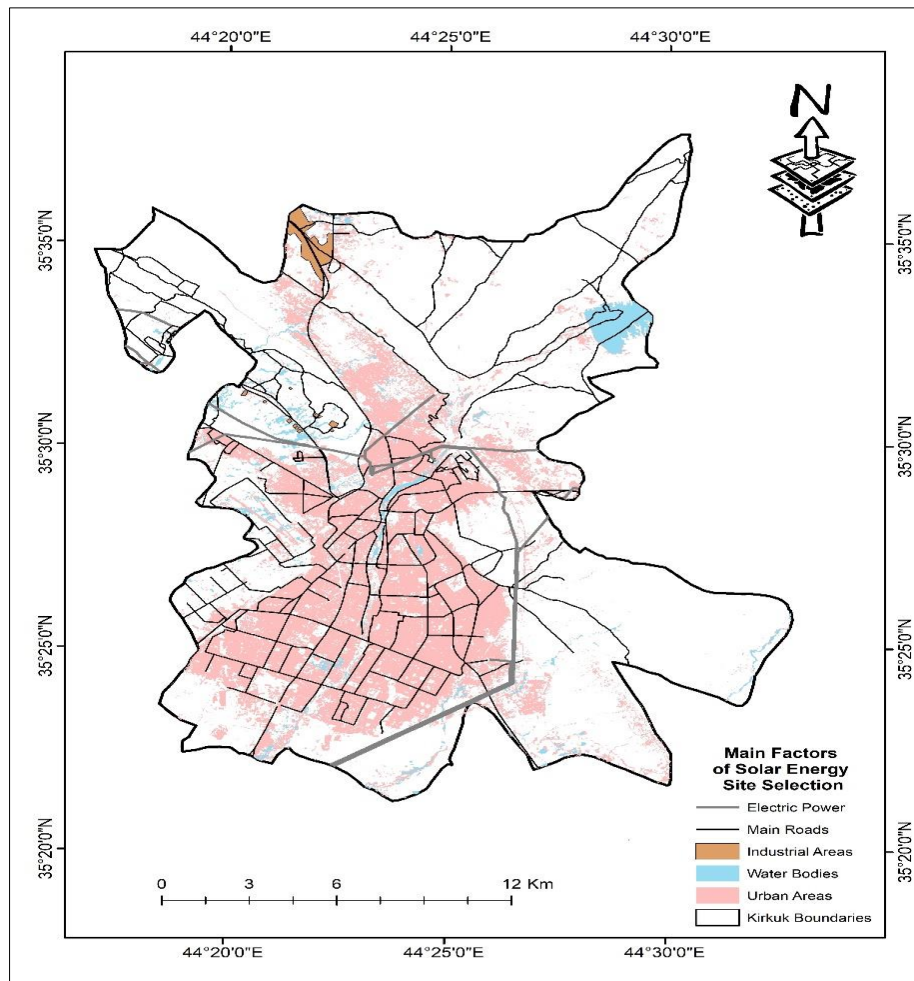 44°20'0"E 44°25'0"E 44°30'0"E
N
35°35'0"N 35°35'0"N
35°30'0"N 35°30'0"N
35°25'0"N 35°25'0"N
35°20'0"N 35°20'0"N
Main Factors
of Solar Energy
Site Selection
Electric Power
Main Roads
Industrial Areas
Water Bodies
Urban Areas
Kirkuk Boundaries
0 3 6 12 Km
44°20'0"E 44°25'0"E 44°30'0"E